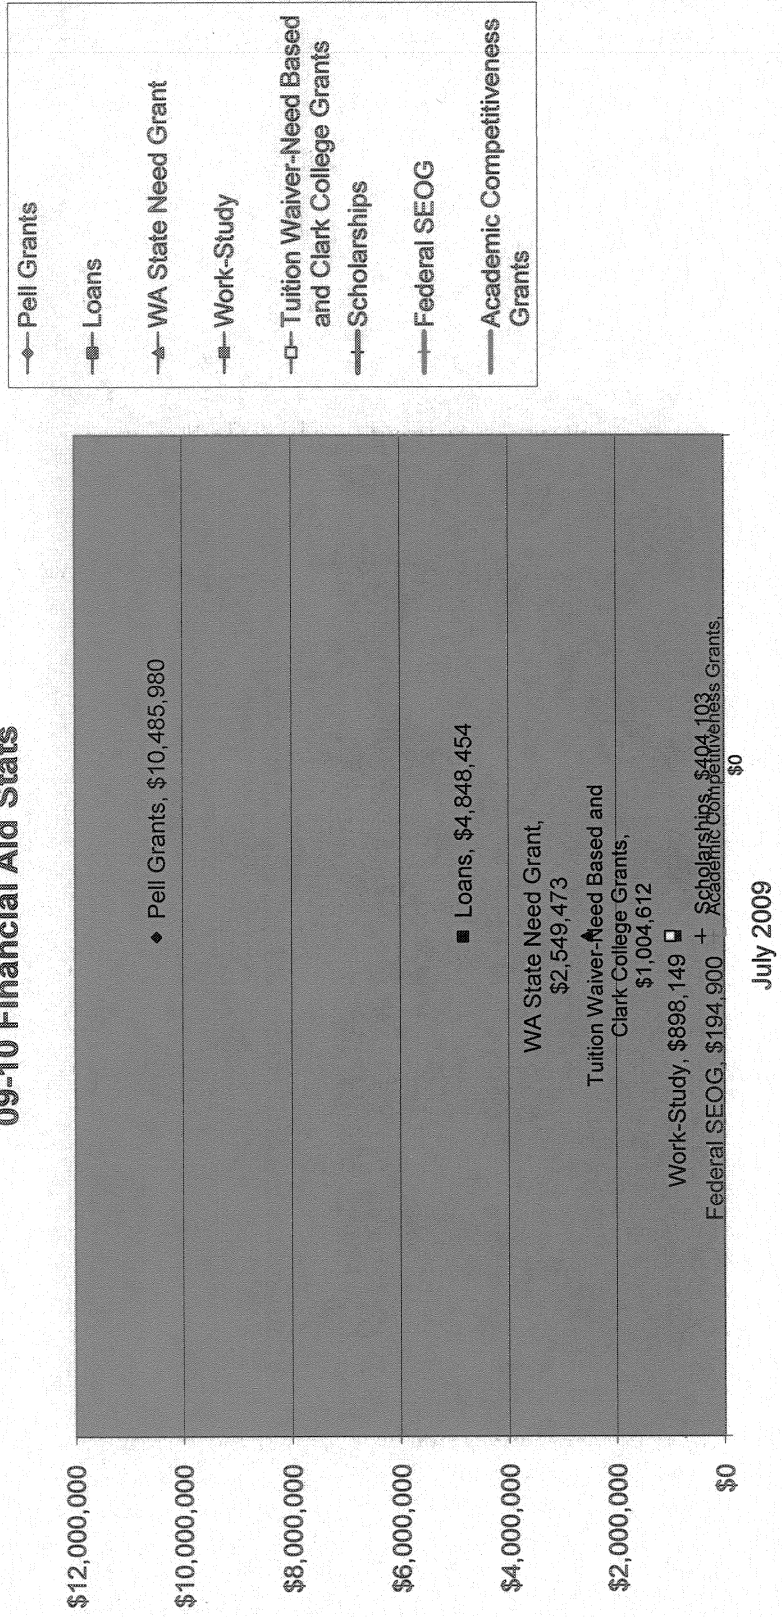 09-10 Financial Aid Stats
$12,000,000
$10,000,000
$8,000,000
$6,000,000
$4,000,000
$2,000,000
$0
Pell Grants, $10,485,980
Loans, $4,848,454
WA State Need Grant,
$2,549,473
Tuition Waiver-Need Based and
Clark College Grants,
$1,004,612
Work-Study, $898,149
Scholarships, $404,103
Federal SEOG, $194,900
Academic Competitiveness Grants,
$0
July 2009
Pell Grants
Loans
WA State Need Grant
Work-Study
Tuition Waiver-Need Based
and Clark College Grants
Scholarships
Federal SEOG
Academic Competitiveness
Grants